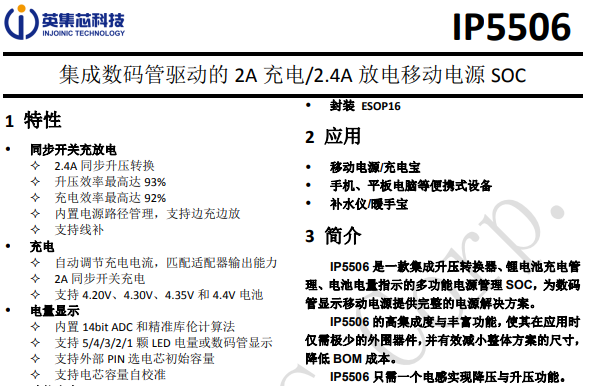 英集芯科技
INJOINIC TECHNOLOGY
IP5506
集成数码管驱动的 2A 充电/2.4A 放电移动电源 SOC
1 特性
• 同步开关充放电
✧ 2.4A 同步升压转换
✧ 升压效率最高达 93%
✧ 充电效率最高达 92%
✧ 内置电源路径管理，支持边充边放
✧ 支持线补
• 充电
✧ 自动调节充电电流，匹配适配器输出能力
✧ 2A 同步开关充电
✧ 支持 4.20V、4.30V、4.35V 和 4.4V 电池
• 电量显示
✧ 内置 14bit ADC 和精准库伦计算法
✧ 支持 5/4/3/2/1 颗 LED 电量或数码管显示
✧ 支持外部 PIN 选电芯初始容量
✧ 支持电芯容量自校准
• 封装 ESOP16
2 应用
• 移动电源/充电宝
• 手机、平板电脑等便携式设备
• 补水仪/暖手宝
3 简介
IP5506 是一款集成升压转换器、锂电池充电管
理、电池电量指示的多功能电源管理 SOC，为数码
管显示移动电源提供完整的电源解决方案。
IP5506 的高集成度与丰富功能，使其在应用时
仅需极少的外围器件，并有效减小整体方案的尺寸，
降低 BOM 成本。
IP5506 只需一个电感实现降压与升压功能。
Corp.